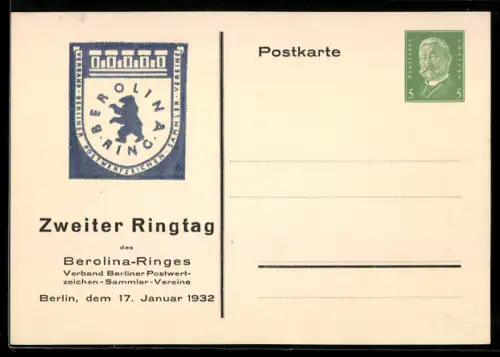 VERBAND BERLINER POSTWERTZEICHEN-SAMMLER-VEREINE
BEROLINA
RING
Zweiter Ringtag
des
Berolina-Ringes
Verband Berliner Postwert-
zeichen-Sammler-Vereine
Berlin, dem 17. Januar 1932
Postkarte
Deutsches Reich
5 5